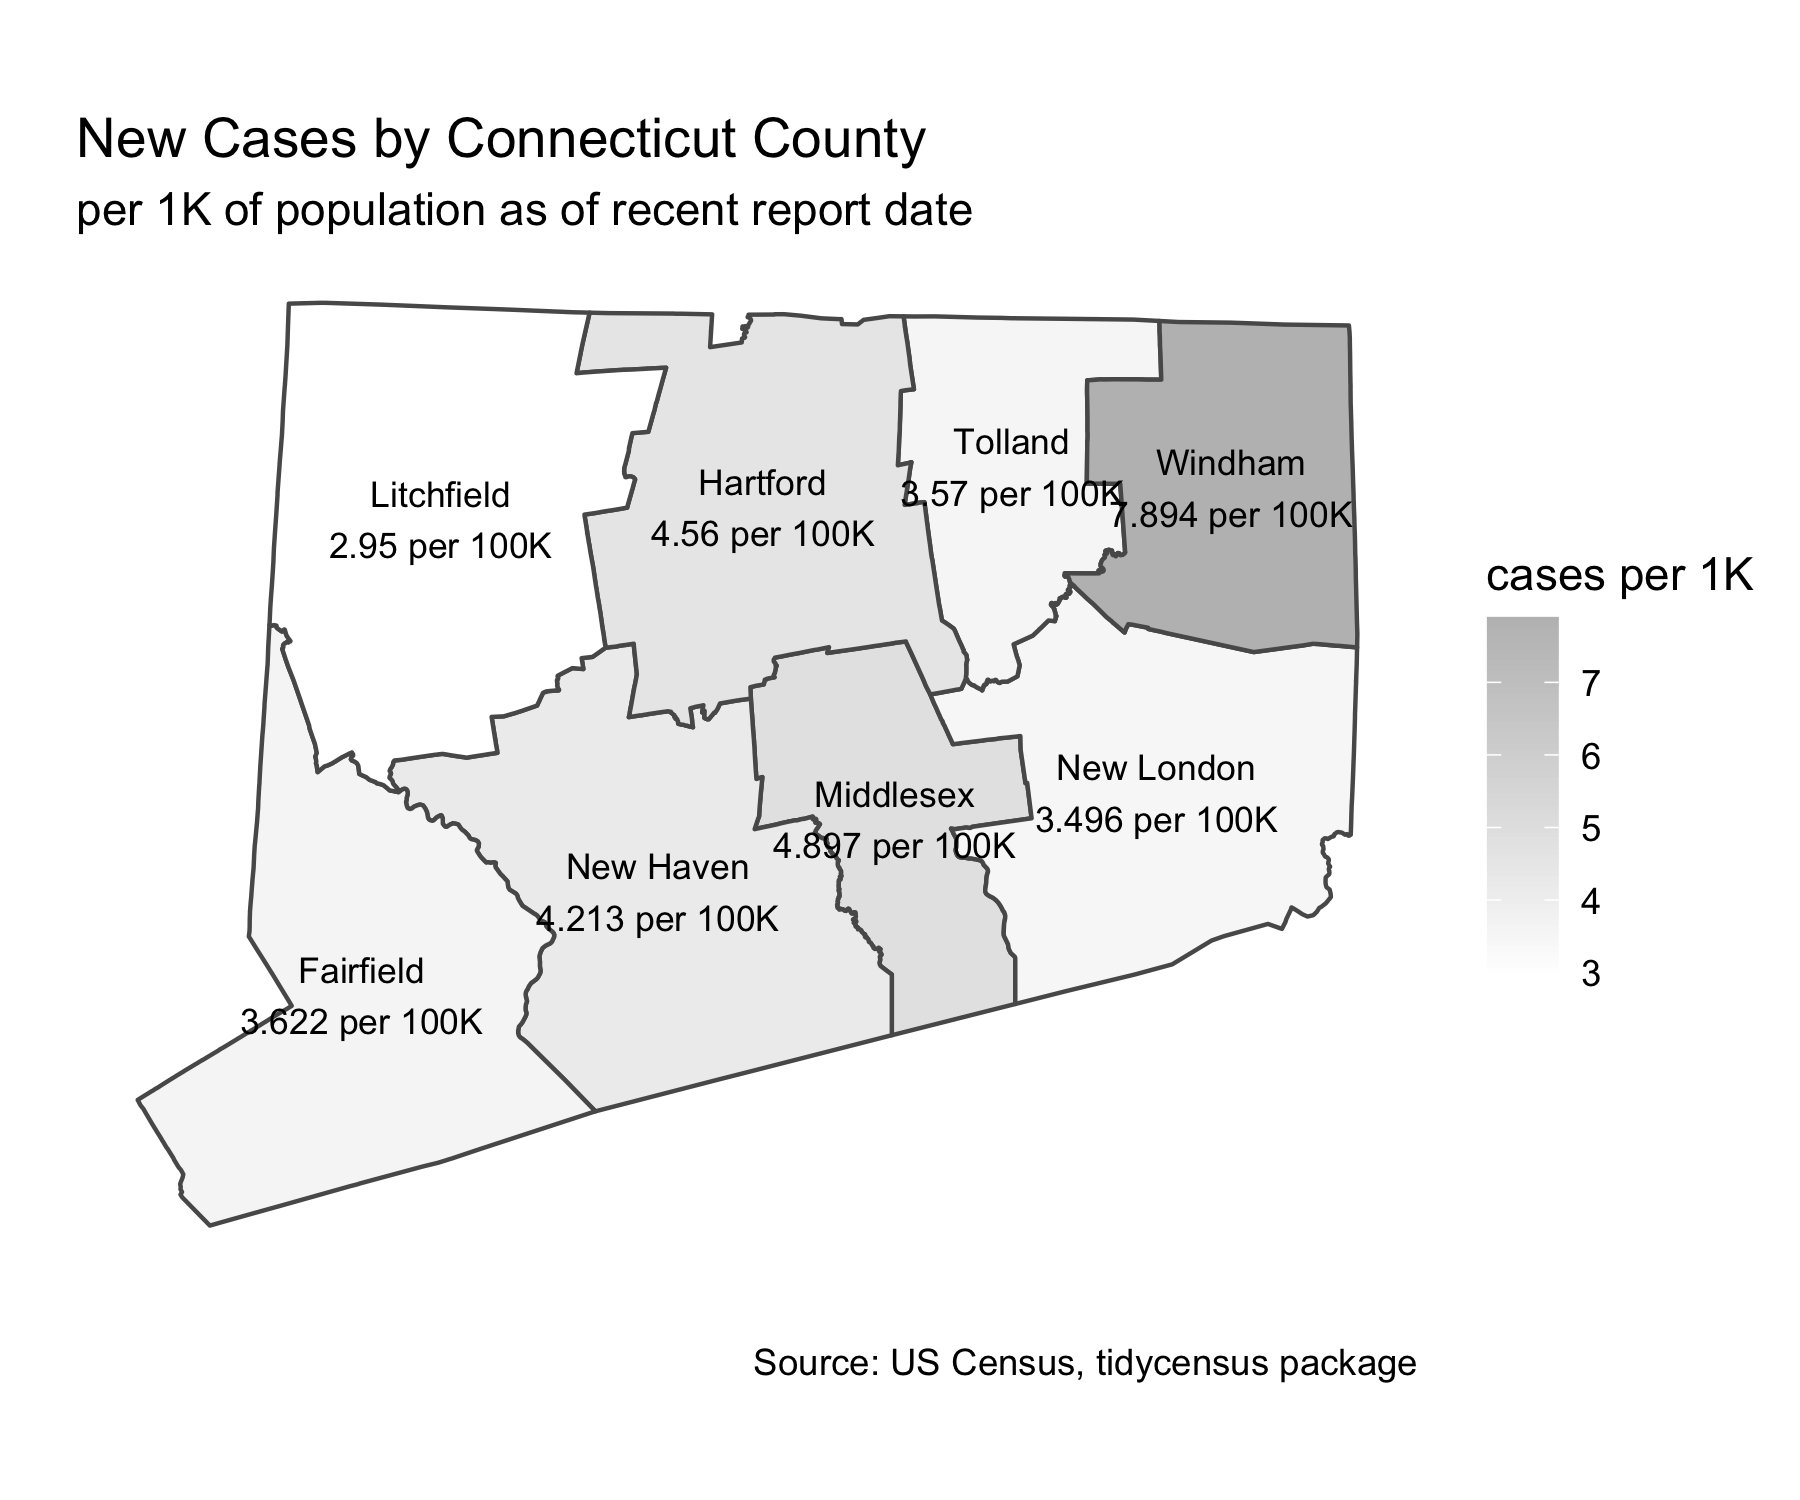 New Cases by Connecticut County
per 1K of population as of recent report date
Litchfield
2.95 per 100K
Hartford
4.56 per 100K
Tolland
3.57 per 100K
Windham
7.894 per 100K
New London
3.496 per 100K
Middlesex
4.897 per 100K
New Haven
4.213 per 100K
Fairfield
3.622 per 100K
cases per 1K
7
6
5
4
3
Source: US Census, tidycensus package